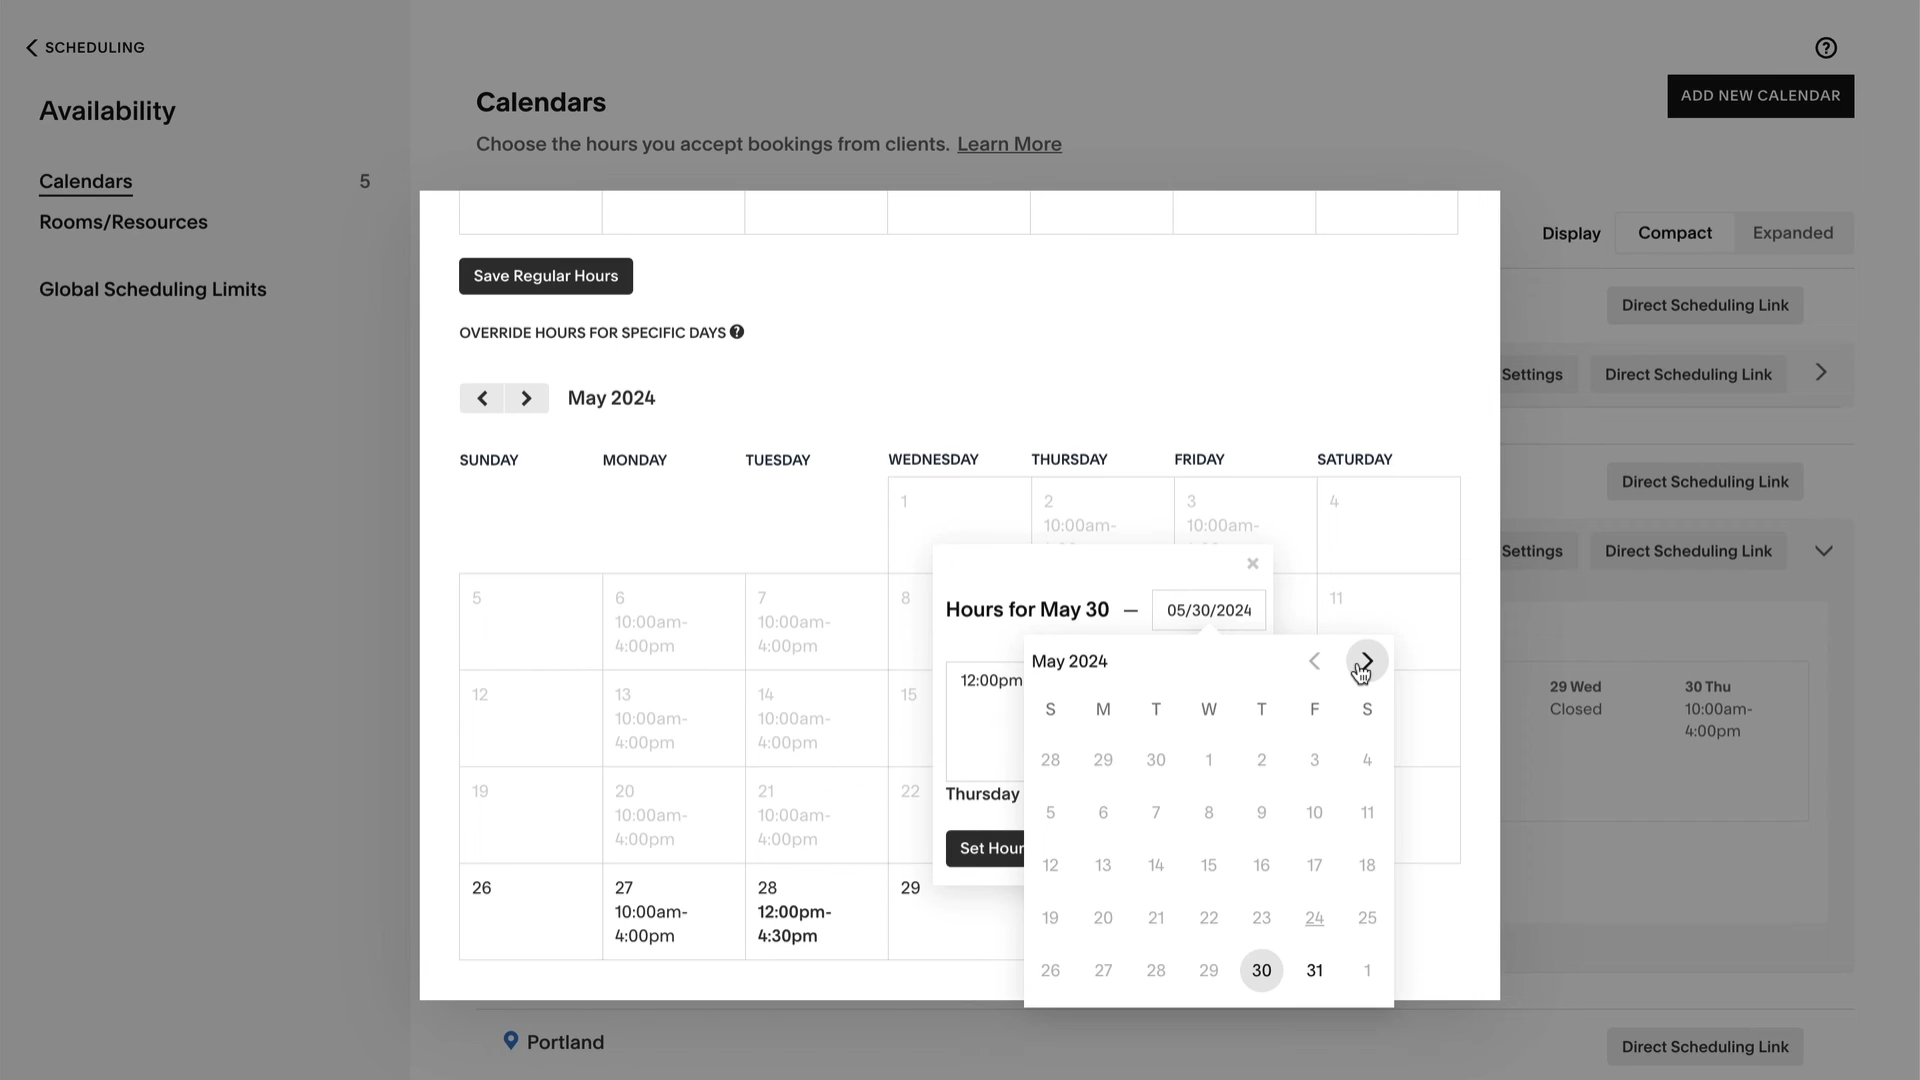 SCHEDULING
Availability
Calendars 5
Rooms/Resources
Global Scheduling Limits
Calendars
Choose the hours you accept bookings from clients. Learn More
ADD NEW CALENDAR
Display Compact Expanded
Direct Scheduling Link
Settings Direct Scheduling Link
Direct Scheduling Link
Settings Direct Scheduling Link
29 Wed 30 Thu
Closed 10:00am-
4:00pm
Portland
Direct Scheduling Link
Save Regular Hours
OVERRIDE HOURS FOR SPECIFIC DAYS ?
May 2024
SUNDAY MONDAY TUESDAY WEDNESDAY THURSDAY FRIDAY SATURDAY
1 2 3 4
10:00am- 10:00am-
5 6 7 8 11
10:00am- 10:00am-
4:00pm 4:00pm
12 13 14 15
10:00am- 10:00am-
4:00pm 4:00pm
19 20 21 22
10:00am- 10:00am-
4:00pm 4:00pm
26 27 28 29
10:00am- 12:00pm-
4:00pm 4:30pm
Hours for May 30 — 05/30/2024
12:00pm
Thursday
Set Hour
May 2024
S M T W T F S
28 29 30 1 2 3 4
5 6 7 8 9 10 11
12 13 14 15 16 17 18
19 20 21 22 23 24 25
26 27 28 29 30 31 1